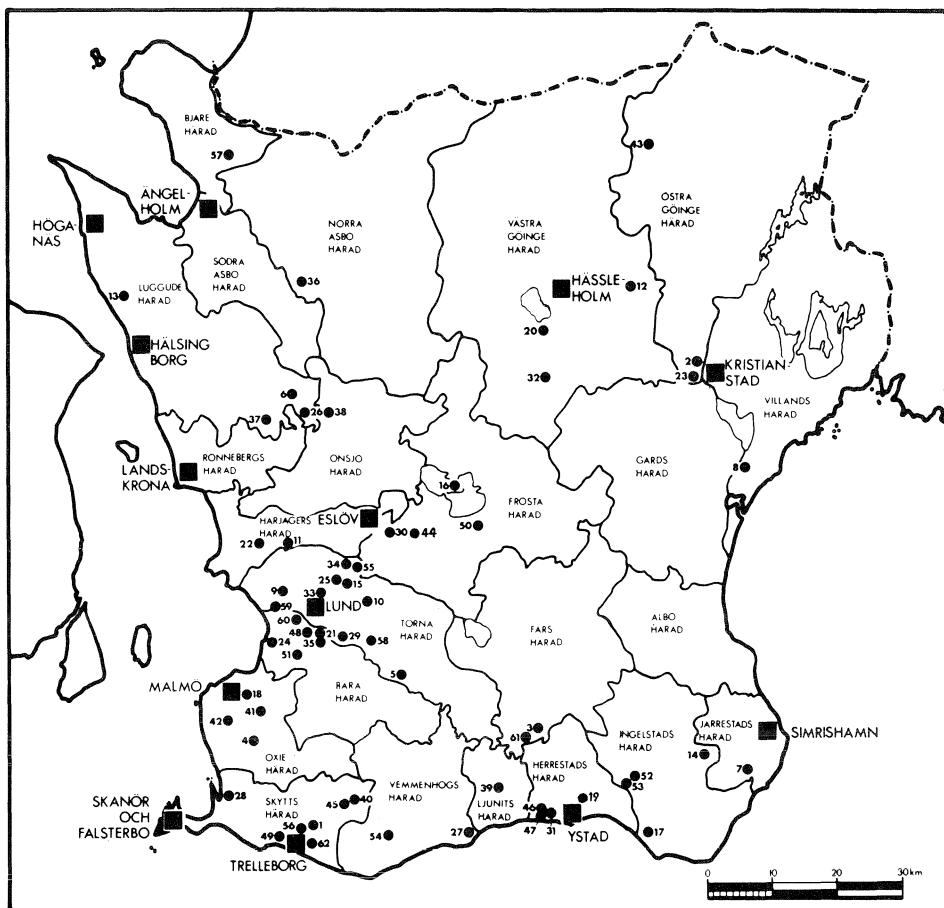 BJARE
HARAD
57
ÄNGEL-
HOLM
HÖGA-
NAS
SODRA
ASBO
HARAD
NORRA
ASBO
HARAD
VÄSTRA
GÖINGE
HARAD
43
OSTRA
GÖINGE
HARAD
13
LUGGUDE
HARAD
36
HÄSSLE-
HOLM
12
HÄLSING
BORG
20
2
KRISTIAN
STAD
23
32
VILLANDS
HARAD
6
26
38
37
RONNEBERGS
HARAD
ONSJO
HARAD
GARDS
HARAD
LANDS-
KRONA
8
16
FROSTA
HARAD
HARJAGERS
HARAD
ESLÖV
30
44
50
22
11
34
55
25
15
9
33
10
59
LUND
60
TORNA
HARAD
FARS
HARAD
ALBO
HARAD
48
21
29
58
24
35
51
5
BARA
HARAD
MALMÖ
18
41
42
4
OXIE
HÄRAD
3
61
INGELSTADS
HARAD
JARRESTADS
HARAD
SIMRISHAMN
14
7
VEMMENHOGS
HARAD
HERRESTADS
HARAD
52
53
39
LJUNITS
HARAD
19
28
SKYTTS
HÄRAD
45
40
SKANÖR
OCH
FALSTERBO
56
1
46
47
31
YSTAD
49
62
54
27
17
TRELLEBORG
0
10
20
30 km